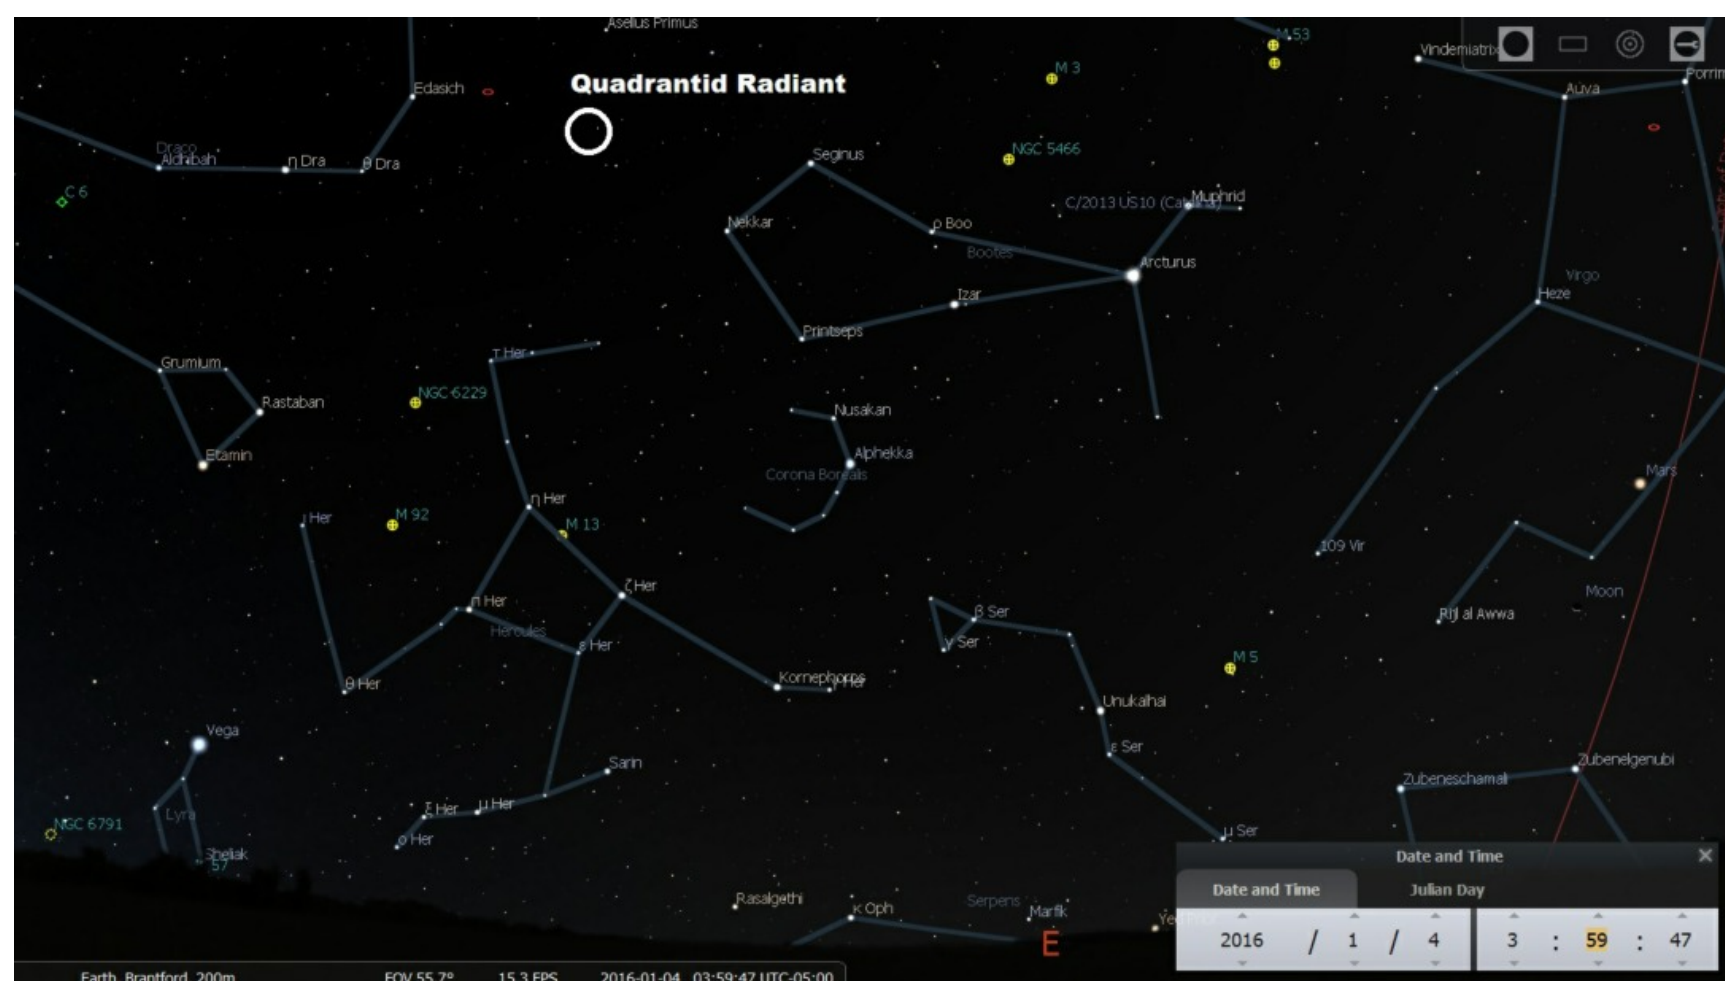 Asellus Primus
M 53
Vindemiatrix
Porrim
Quadrantid Radiant
M 3
Edasich
Auva
Draco
Aldhibah
η Dra
θ Dra
Seginus
NGC 5466
C 6
C/2013 US10 (Catalina)
Muphrid
Nekkar
ρ Boo
Bootes
Arcturus
Virgo
Izar
Heze
Printseps
τ Her
Grumium
NGC 6229
Rastaban
Nusakan
Etamin
Alphekka
Corona Borealis
Mars
ι Her
M 92
η Her
M 13
109 Vir
ζ Her
π Her
Hercules
ε Her
β Ser
γ Ser
Moon
Rijl al Awwa
M 5
θ Her
Kornephoros
γ Her
Unukalhai
Vega
ε Ser
Sarin
Zubenelgenubi
Zubeneschamali
ξ Her
μ Her
Lyra
NGC 6791
ο Her
μ Ser
Sheliak
57
Date and Time
Date and Time
Julian Day
Rasalgethi
κ Oph
Serpens
Marfik
E
2016 / 1 / 4
3 : 59 : 47
Earth, Brantford, 200m
FOV 55.7°
15.3 FPS
2016-01-04 03:59:47 UTC-05:00